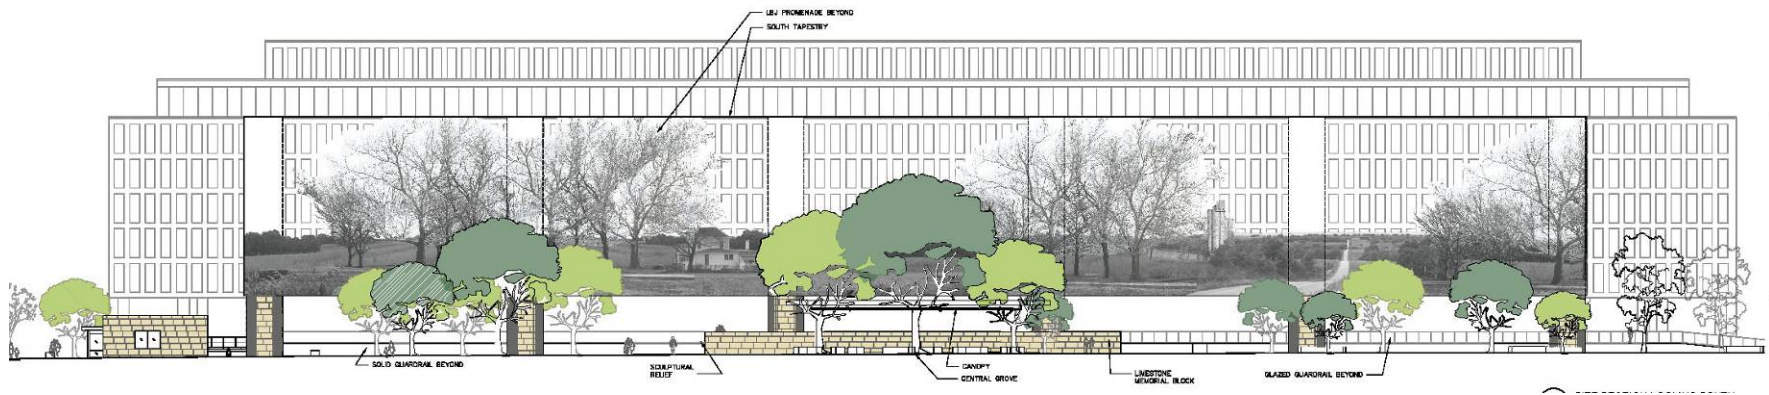 LBJ PROMENADE BEYOND
SOUTH TAPESTRY
SOLID GUARDRAIL BEYOND
SCULPTURAL
RELIEF
CANOPY
CENTRAL GROVE
LIMESTONE
MEMORIAL BLOCK
GLAZED GUARDRAIL BEYOND